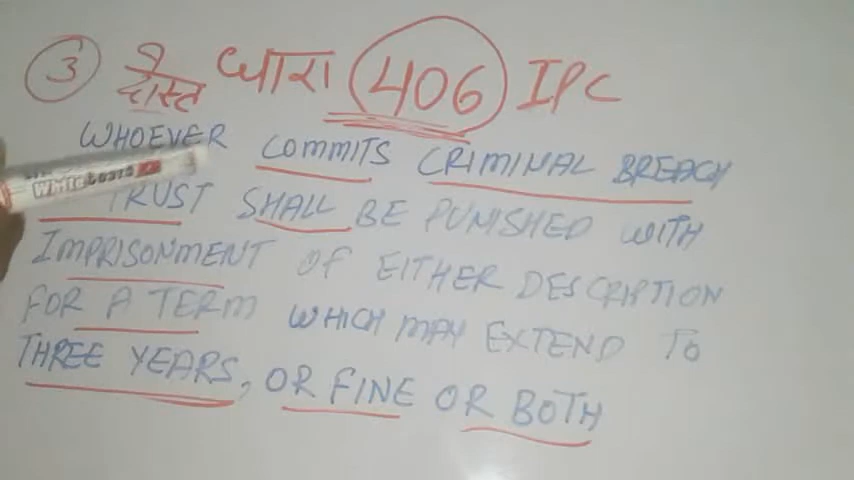 ③ दोस्त धारा 406 IPC
WHOEVER COMMITS CRIMINAL BREACH
TRUST SHALL BE PUNISHED WITH
IMPRISONMENT OF EITHER DESCRIPTION
FOR A TERM WHICH MAY EXTEND TO
THREE YEARS, OR FINE OR BOTH
WhiteBoard